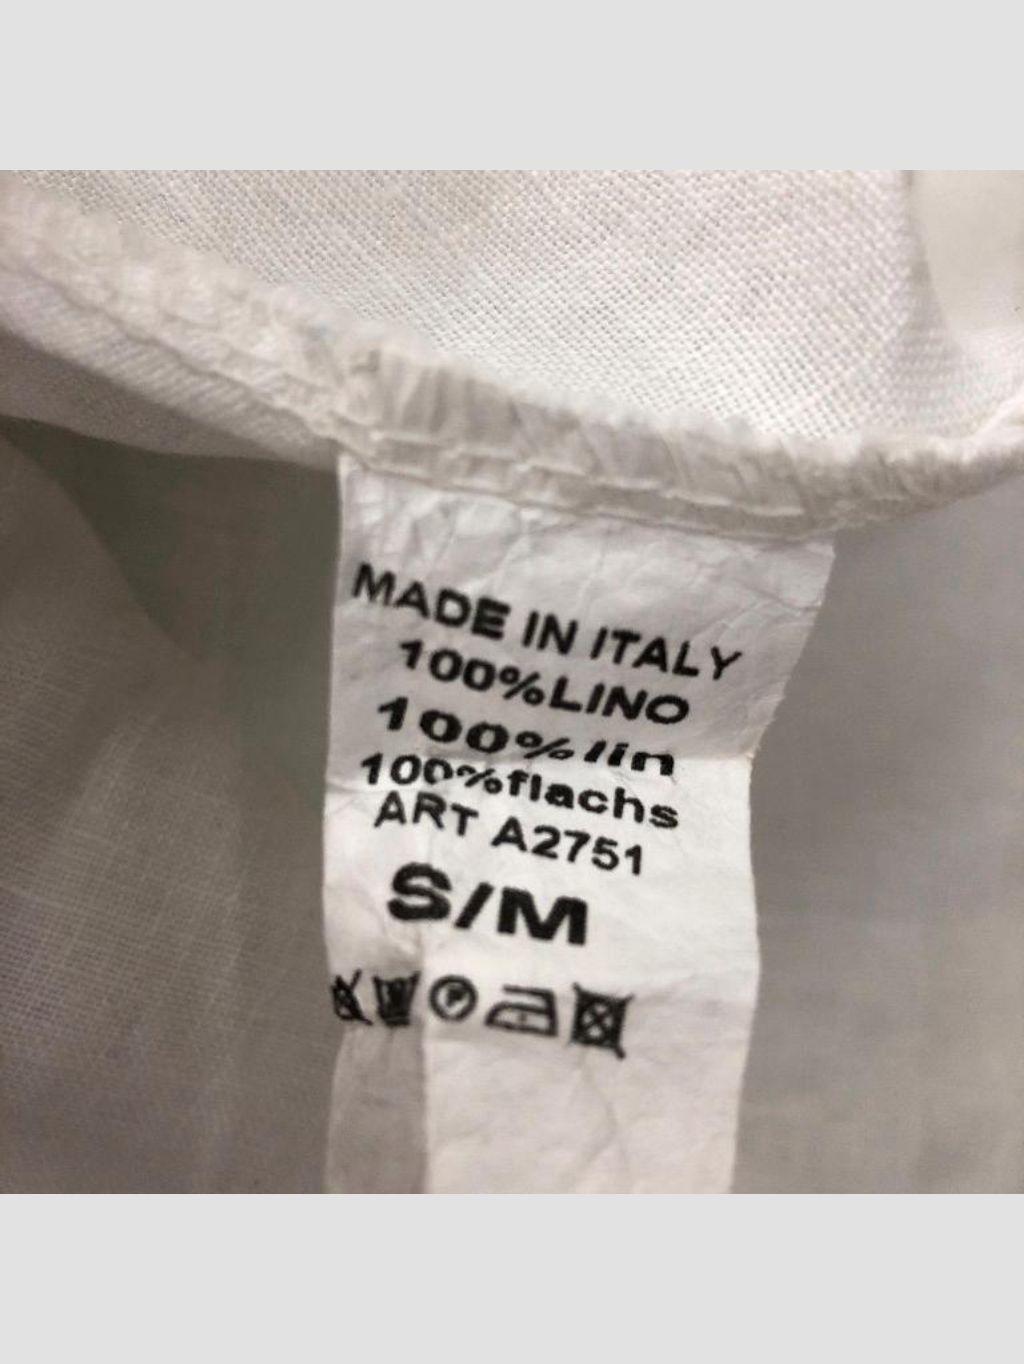 MADE IN ITALY
100%LINO
100%lin
100%flachs
ART A2751
S/M
P